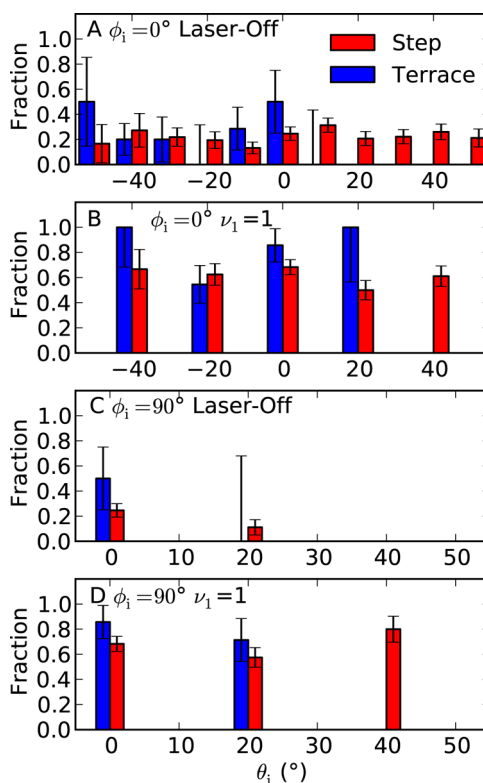 A ϕi=0° Laser-Off
Step
Terrace
Fraction
1.0
0.8
0.6
0.4
0.2
0.0
−40 −20 0 20 40
B ϕi=0° ν1=1
Fraction
1.0
0.8
0.6
0.4
0.2
0.0
−40 −20 0 20 40
C ϕi=90° Laser-Off
Fraction
1.0
0.8
0.6
0.4
0.2
0.0
0 10 20 30 40 50
D ϕi=90° ν1=1
Fraction
1.0
0.8
0.6
0.4
0.2
0.0
0 10 20 30 40 50
θi (°)